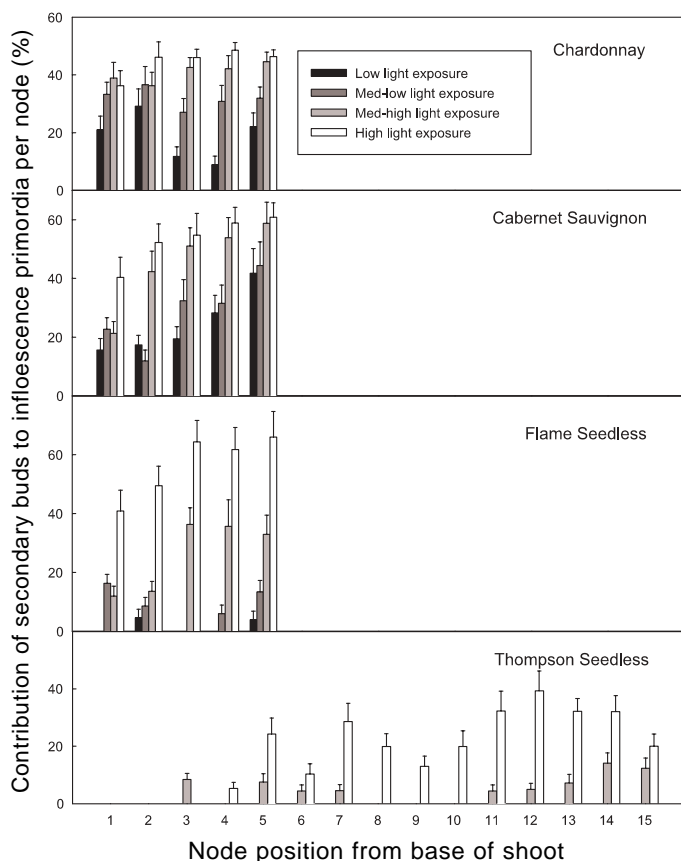 Contribution of secondary buds to infloescence primordia per node (%)
60
40
20
0
Chardonnay
Low light exposure
Med-low light exposure
Med-high light exposure
High light exposure
60
40
20
0
Cabernet Sauvignon
60
40
20
0
Flame Seedless
40
20
0
Thompson Seedless
1 2 3 4 5 6 7 8 9 10 11 12 13 14 15
Node position from base of shoot